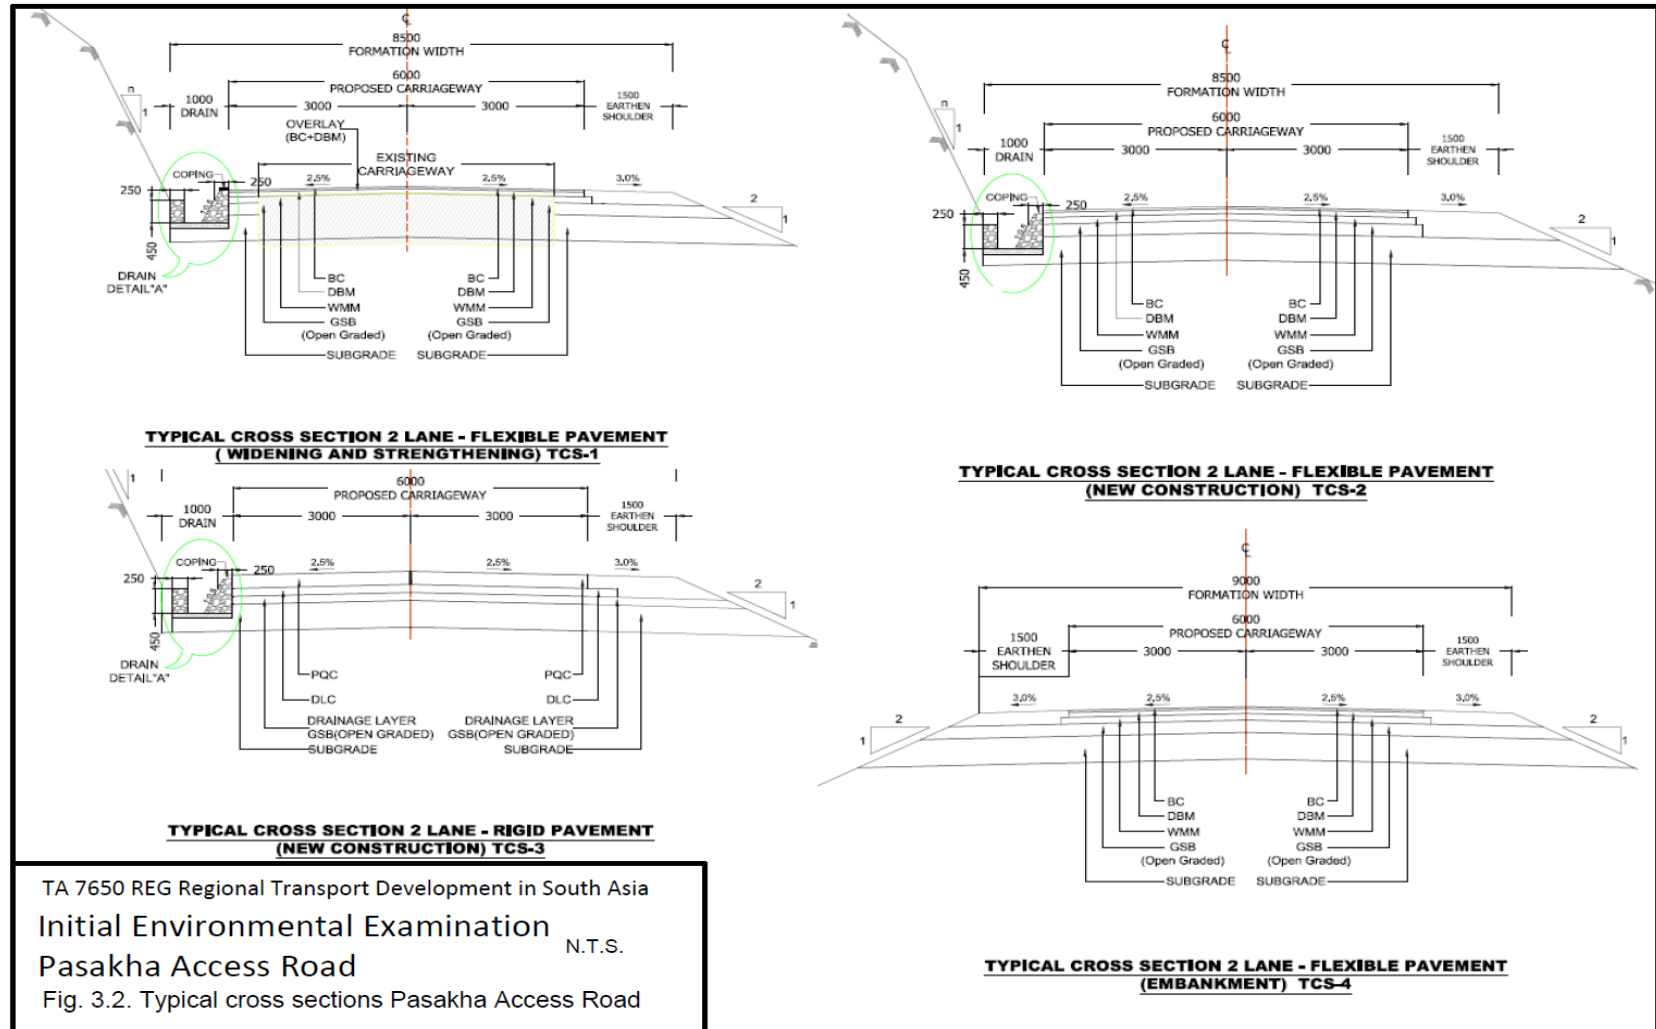 ℄
8500
FORMATION WIDTH
6000
PROPOSED CARRIAGEWAY
1000
DRAIN
3000
3000
1500
EARTHEN
SHOULDER
n
1
OVERLAY
(BC+DBM)
EXISTING
CARRIAGEWAY
COPING
250
250
2.5%
2.5%
3.0%
2
1
450
DRAIN
DETAIL"A"
BC
DBM
WMM
GSB
(Open Graded)
SUBGRADE
BC
DBM
WMM
GSB
(Open Graded)
SUBGRADE
TYPICAL CROSS SECTION 2 LANE - FLEXIBLE PAVEMENT
( WIDENING AND STRENGTHENING) TCS-1
℄
8500
FORMATION WIDTH
6000
PROPOSED CARRIAGEWAY
1000
DRAIN
3000
3000
1500
EARTHEN
SHOULDER
n
1
COPING
250
250
2.5%
2.5%
3.0%
2
1
450
BC
DBM
WMM
GSB
(Open Graded)
SUBGRADE
BC
DBM
WMM
GSB
(Open Graded)
SUBGRADE
TYPICAL CROSS SECTION 2 LANE - FLEXIBLE PAVEMENT
(NEW CONSTRUCTION) TCS-2
1
6000
PROPOSED CARRIAGEWAY
1000
DRAIN
3000
3000
1500
EARTHEN
SHOULDER
COPING
250
250
2.5%
2.5%
3.0%
2
1
450
DRAIN
DETAIL"A"
PQC
DLC
DRAINAGE LAYER
GSB(OPEN GRADED)
SUBGRADE
PQC
DLC
DRAINAGE LAYER
GSB(OPEN GRADED)
SUBGRADE
TYPICAL CROSS SECTION 2 LANE - RIGID PAVEMENT
(NEW CONSTRUCTION) TCS-3
℄
9000
FORMATION WIDTH
6000
PROPOSED CARRIAGEWAY
1500
EARTHEN
SHOULDER
3000
3000
1500
EARTHEN
SHOULDER
3.0%
2.5%
2.5%
3.0%
2
1
2
1
BC
DBM
WMM
GSB
(Open Graded)
SUBGRADE
BC
DBM
WMM
GSB
(Open Graded)
SUBGRADE
TYPICAL CROSS SECTION 2 LANE - FLEXIBLE PAVEMENT
(EMBANKMENT) TCS-4
TA 7650 REG Regional Transport Development in South Asia
Initial Environmental Examination
N.T.S.
Pasakha Access Road
Fig. 3.2. Typical cross sections Pasakha Access Road